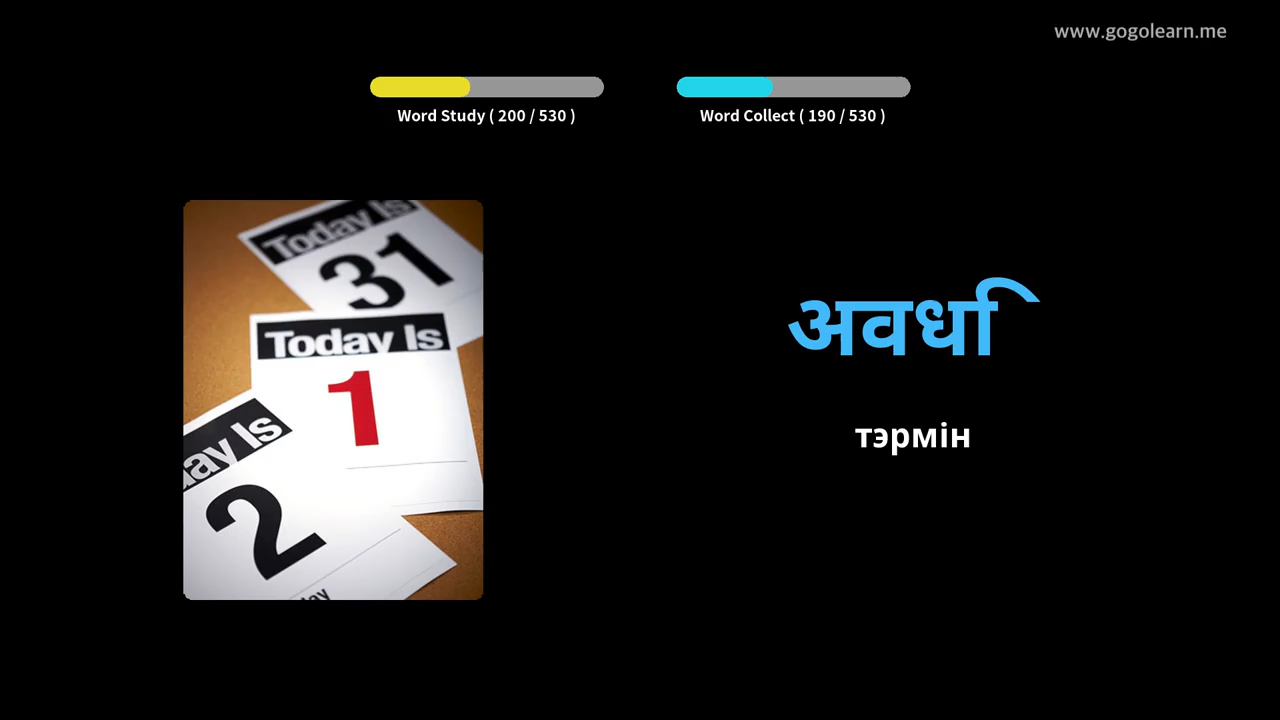 www.gogolearn.me
Word Study ( 200 / 530 )
Word Collect ( 190 / 530 )
Today Is
31
Today Is
1
ay Is
2
अवधि
тэрмін